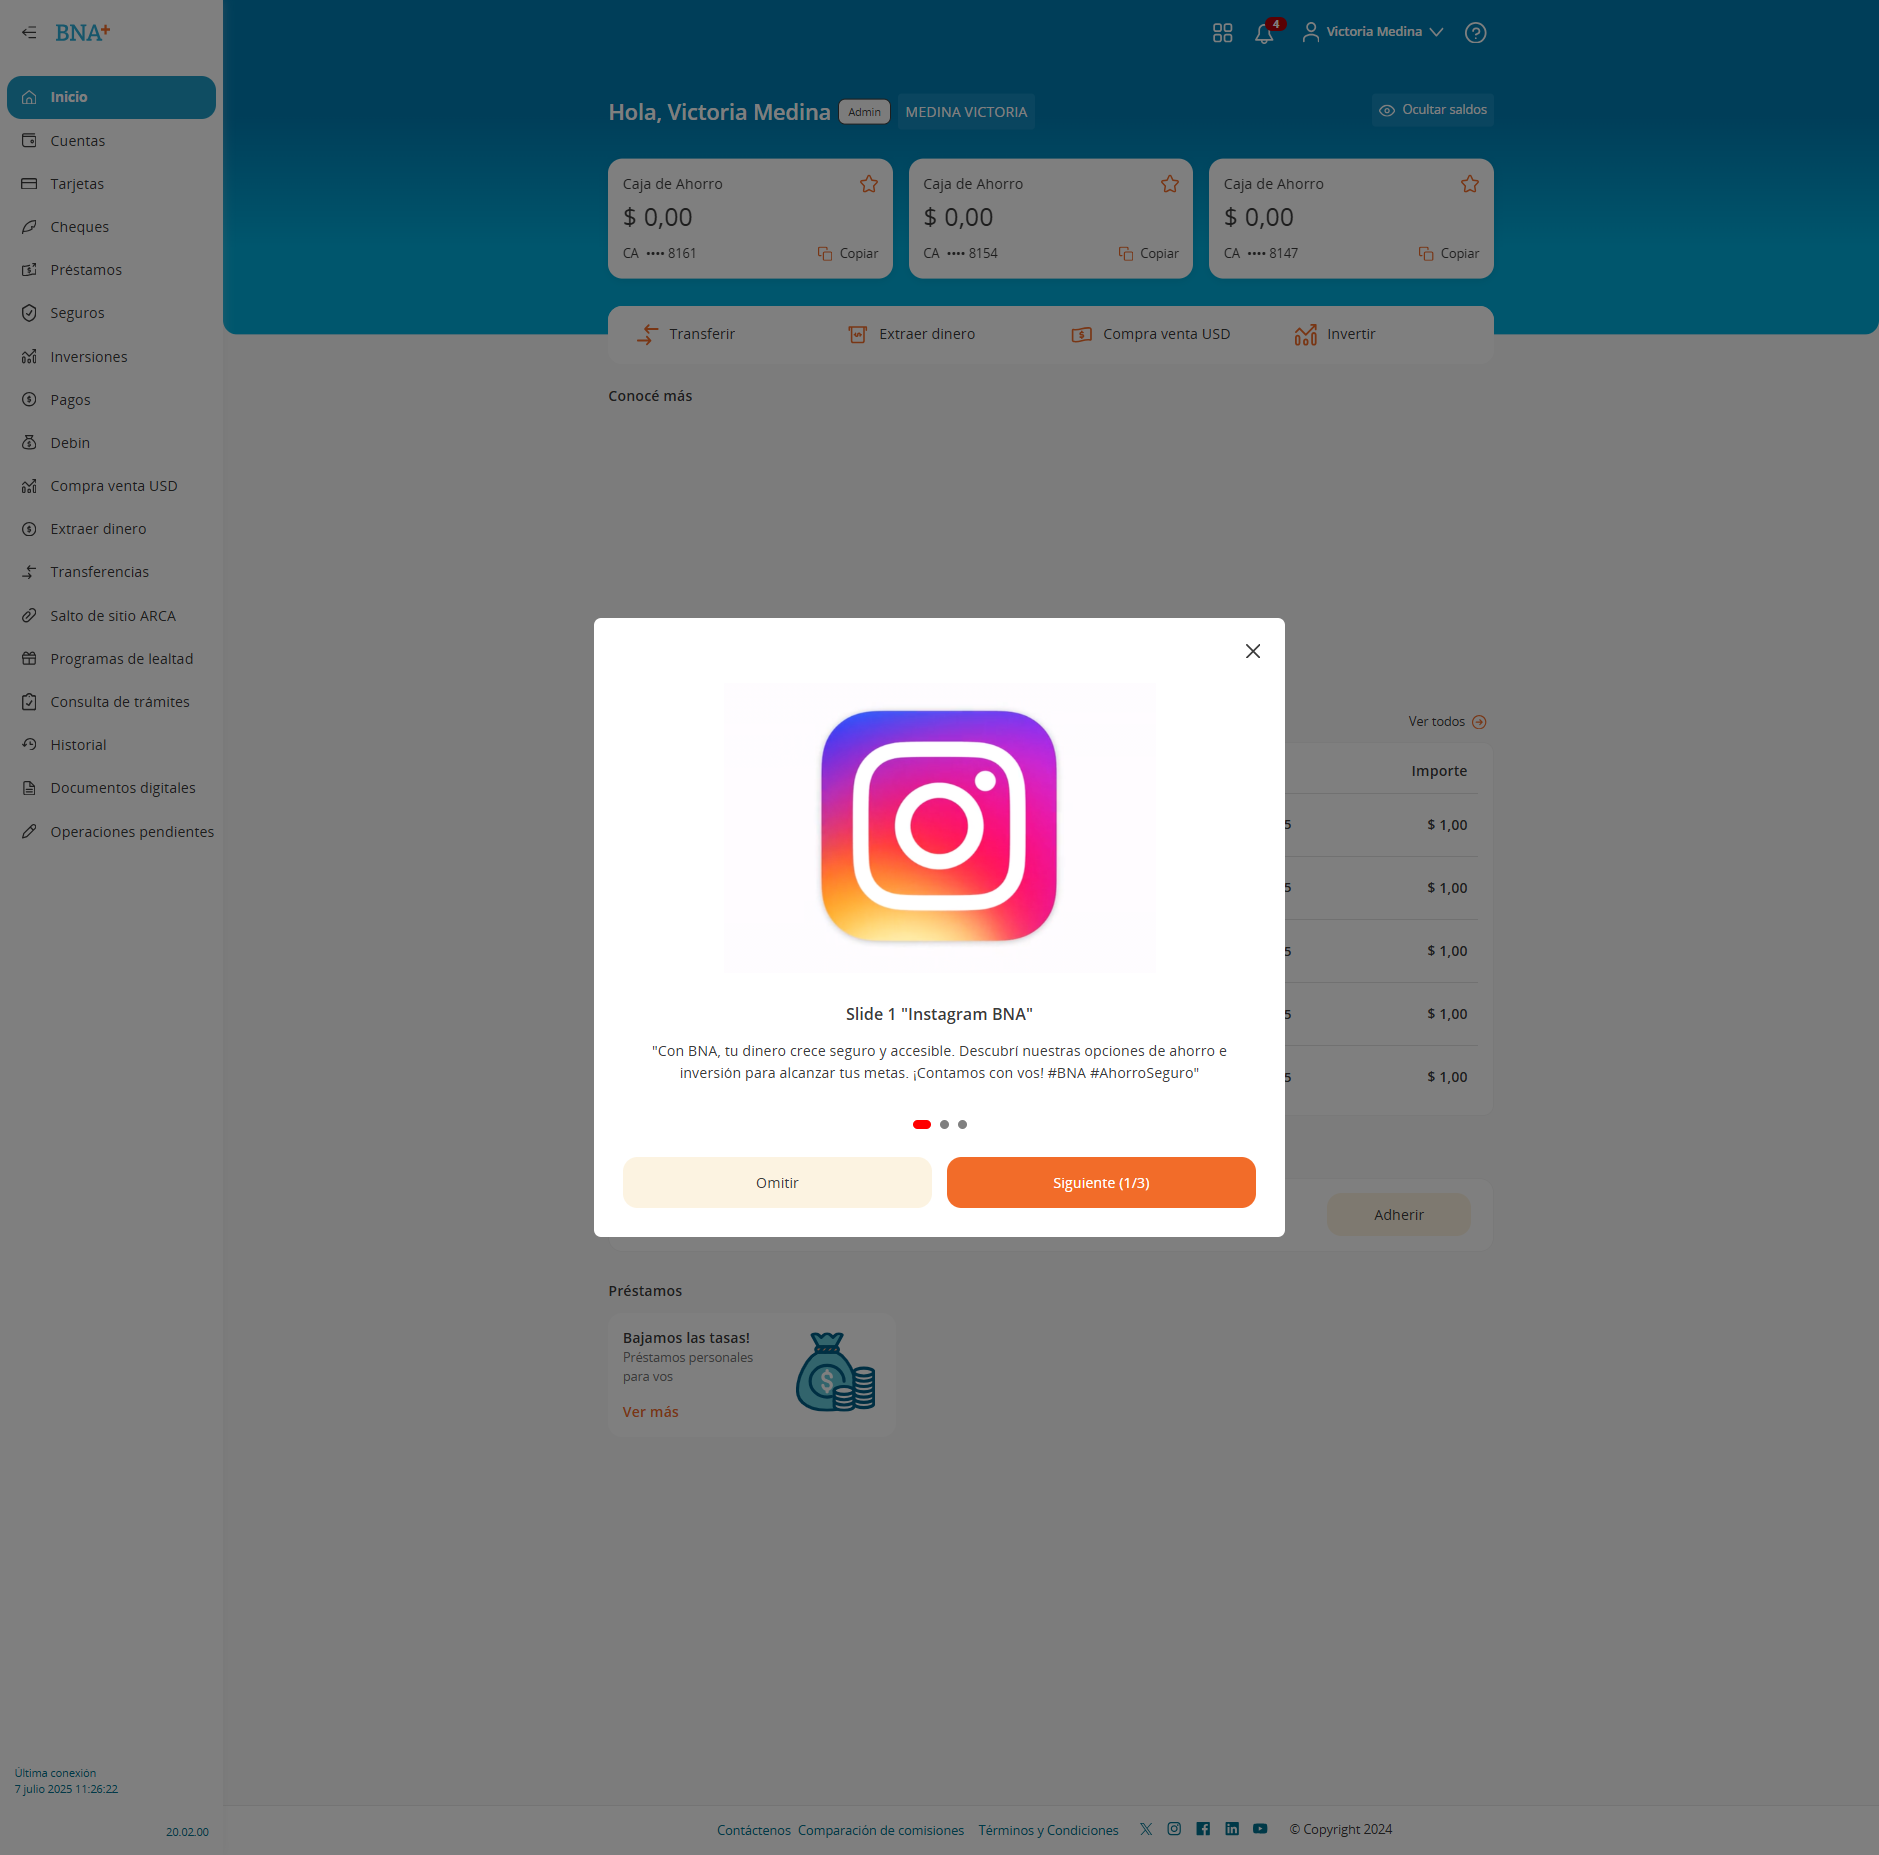 BNA+
4
Victoria Medina
Inicio
Cuentas
Tarjetas
Cheques
Préstamos
Seguros
Inversiones
Pagos
Debin
Compra venta USD
Extraer dinero
Transferencias
Salto de sitio ARCA
Programas de lealtad
Consulta de trámites
Historial
Documentos digitales
Operaciones pendientes
Última conexión
7 julio 2025 11:26:22
20.02.00
Hola, Victoria Medina
Admin
MEDINA VICTORIA
Ocultar saldos
Caja de Ahorro
$ 0,00
CA •••• 8161
Copiar
Caja de Ahorro
$ 0,00
CA •••• 8154
Copiar
Caja de Ahorro
$ 0,00
CA •••• 8147
Copiar
Transferir
Extraer dinero
Compra venta USD
Invertir
Conocé más
Ver todos
Importe
5 $ 1,00
5 $ 1,00
5 $ 1,00
5 $ 1,00
5 $ 1,00
Slide 1 "Instagram BNA"
"Con BNA, tu dinero crece seguro y accesible. Descubrí nuestras opciones de ahorro e
inversión para alcanzar tus metas. ¡Contamos con vos! #BNA #AhorroSeguro"
Omitir
Siguiente (1/3)
Adherir
Préstamos
Bajamos las tasas!
Préstamos personales
para vos
Ver más
Contáctenos Comparación de comisiones Términos y Condiciones © Copyright 2024